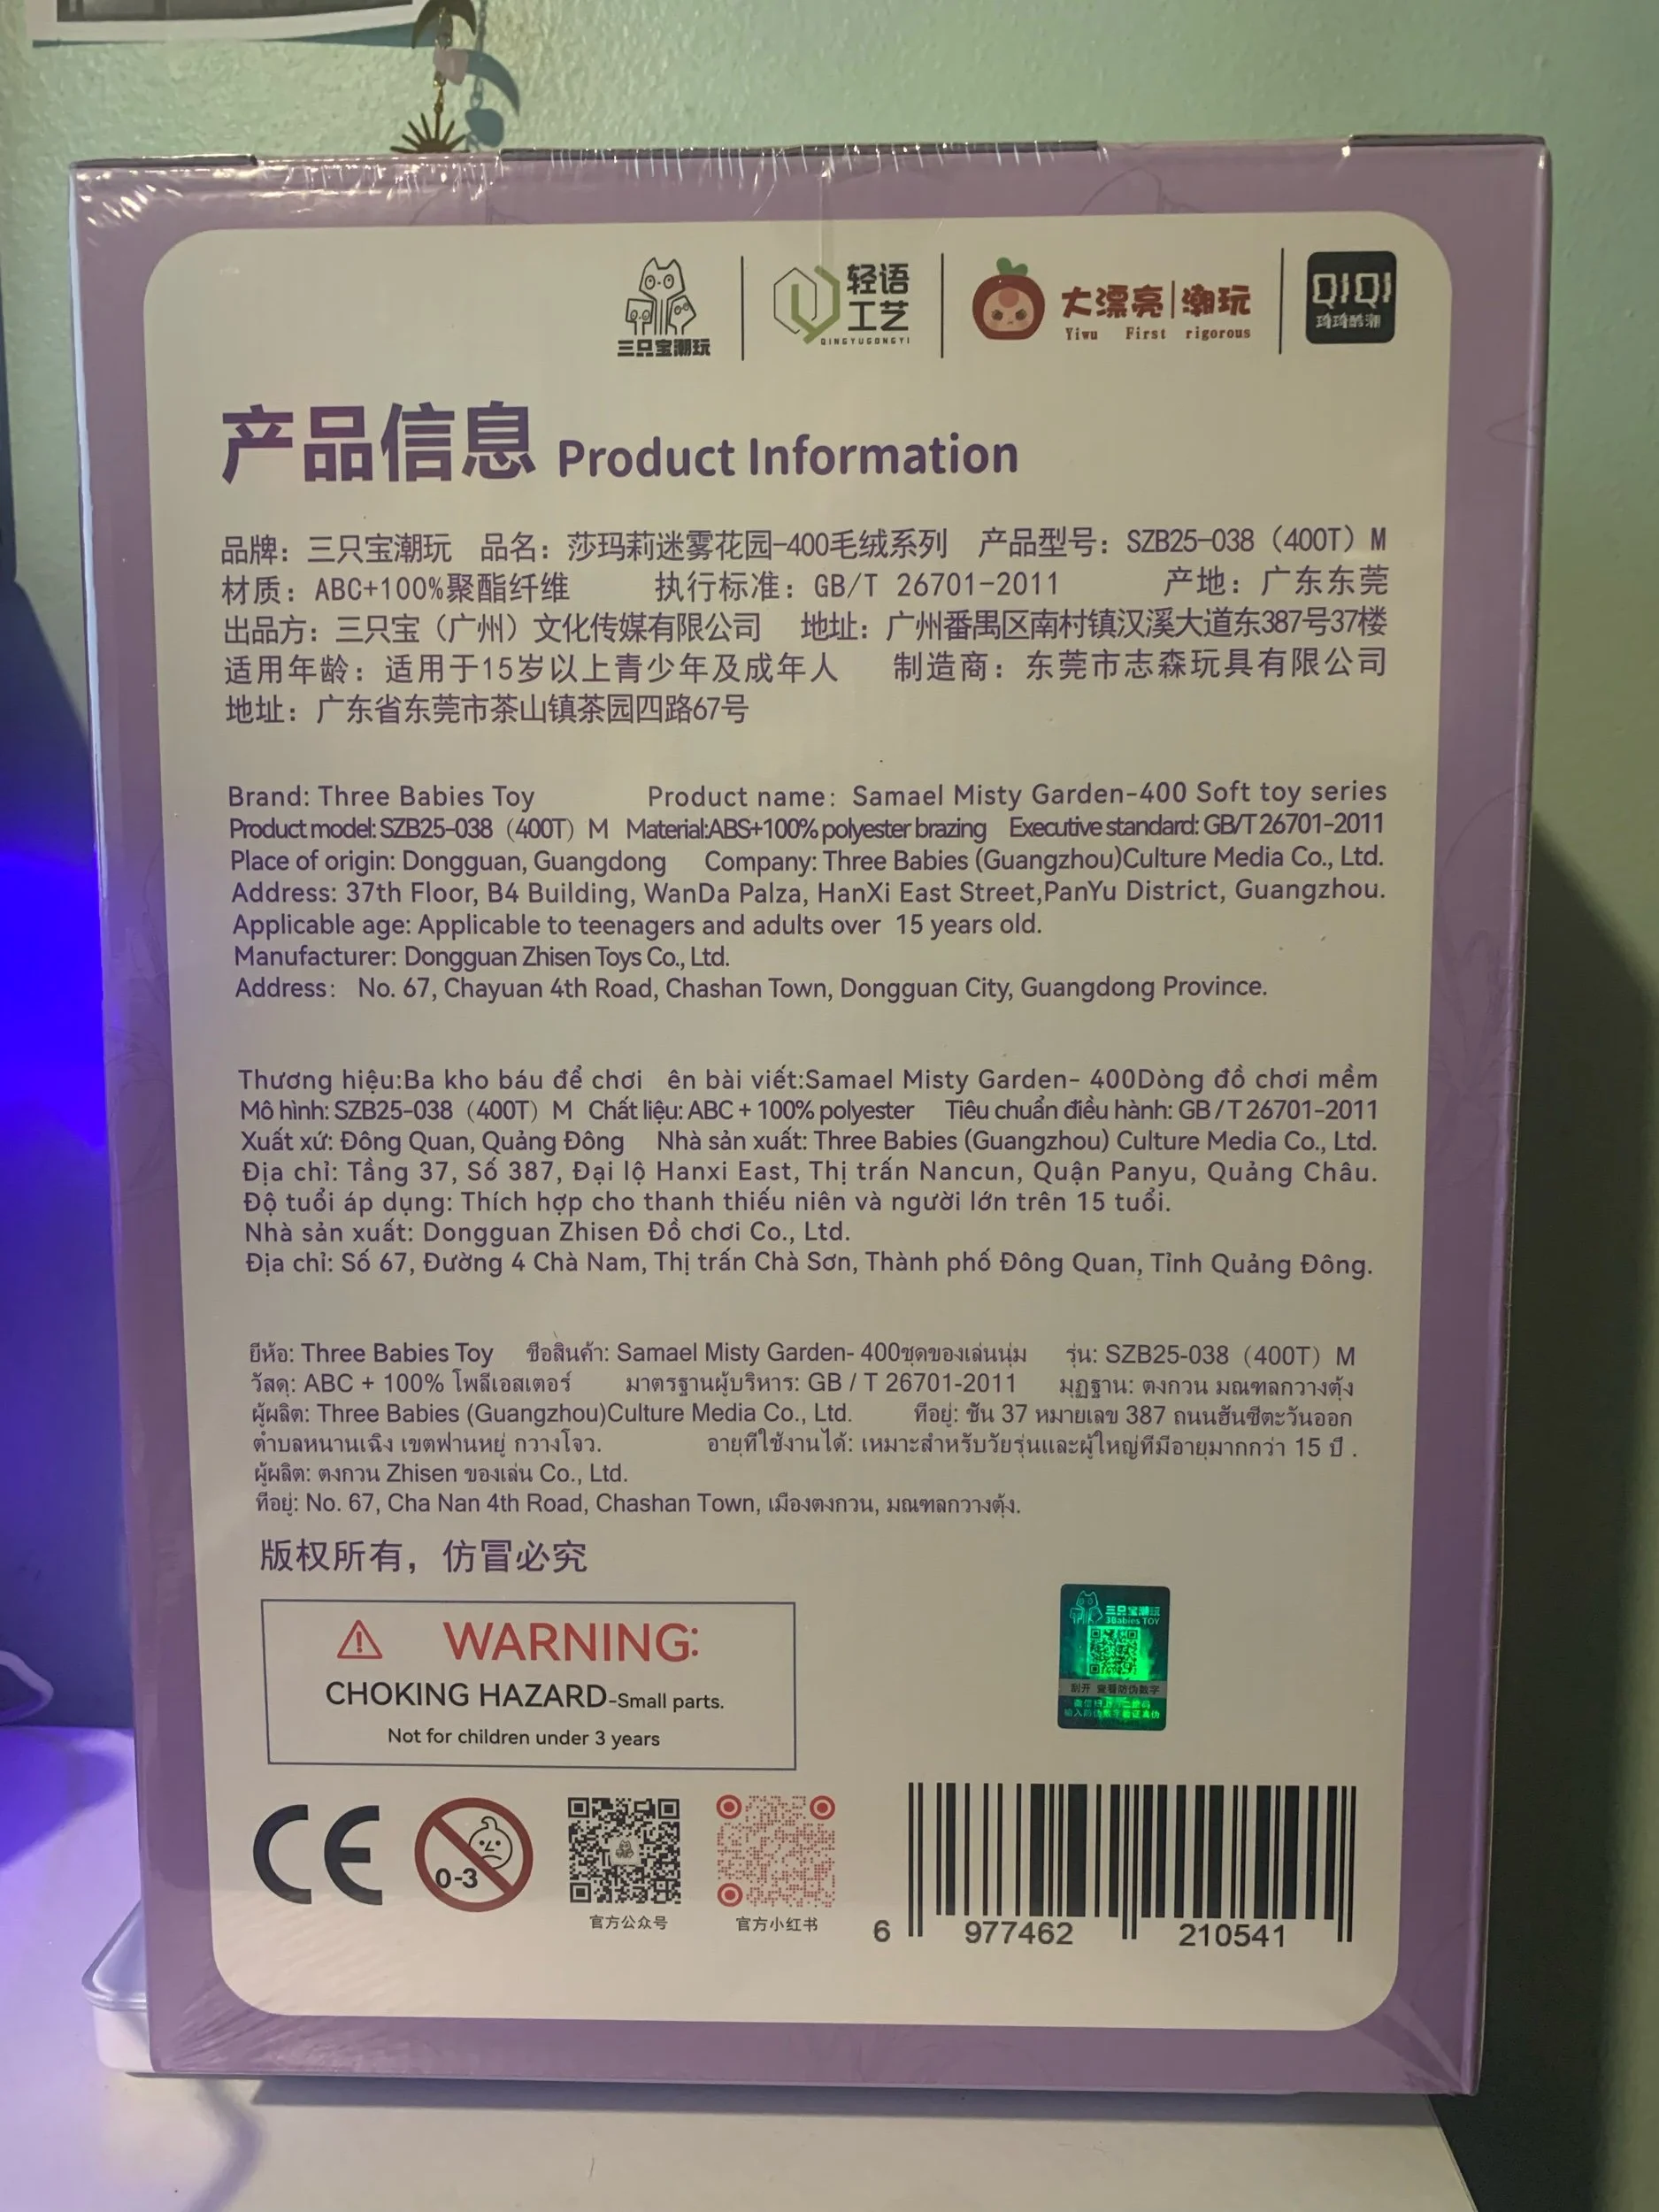 三只宝潮玩
轻语
工艺
QINGYUGONGYI
大漂亮|潮玩
Yiwu First rigorous
QIQI
琦琦酷潮
产品信息 Product Information
品牌：三只宝潮玩 品名：莎玛莉迷雾花园-400毛绒系列 产品型号：SZB25-038（400T）M
材质：ABC+100%聚酯纤维 执行标准：GB/T 26701-2011 产地：广东东莞
出品方：三只宝（广州）文化传媒有限公司 地址：广州番禺区南村镇汉溪大道东387号37楼
适用年龄：适用于15岁以上青少年及成年人 制造商：东莞市志森玩具有限公司
地址：广东省东莞市茶山镇茶园四路67号
Brand: Three Babies Toy Product name: Samael Misty Garden-400 Soft toy series
Product model: SZB25-038（400T）M Material:ABS+100% polyester brazing Executive standard: GB/T 26701-2011
Place of origin: Dongguan, Guangdong Company: Three Babies (Guangzhou)Culture Media Co., Ltd.
Address: 37th Floor, B4 Building, WanDa Palza, HanXi East Street,PanYu District, Guangzhou.
Applicable age: Applicable to teenagers and adults over 15 years old.
Manufacturer: Dongguan Zhisen Toys Co., Ltd.
Address: No. 67, Chayuan 4th Road, Chashan Town, Dongguan City, Guangdong Province.
Thương hiệu:Ba kho báu để chơi ên bài viết:Samael Misty Garden- 400Dòng đồ chơi mềm
Mô hình: SZB25-038（400T）M Chất liệu: ABC + 100% polyester Tiêu chuẩn điều hành: GB / T 26701-2011
Xuất xứ: Đông Quan, Quảng Đông Nhà sản xuất: Three Babies (Guangzhou) Culture Media Co., Ltd.
Địa chỉ: Tầng 37, Số 387, Đại lộ Hanxi East, Thị trấn Nancun, Quận Panyu, Quảng Châu.
Độ tuổi áp dụng: Thích hợp cho thanh thiếu niên và người lớn trên 15 tuổi.
Nhà sản xuất: Dongguan Zhisen Đồ chơi Co., Ltd.
Địa chỉ: Số 67, Đường 4 Chà Nam, Thị trấn Chà Sơn, Thành phố Đông Quan, Tỉnh Quảng Đông.
ยี่ห้อ: Three Babies Toy ชื่อสินค้า: Samael Misty Garden- 400ชุดของเล่นนุ่ม รุ่น: SZB25-038（400T）M
วัสดุ: ABC + 100% โพลีเอสเตอร์ มาตรฐานผู้บริหาร: GB / T 26701-2011 มฏฐาน: ตงกวน มณฑลกวางตุ้ง
ผู้ผลิต: Three Babies (Guangzhou)Culture Media Co., Ltd. ที่อยู่: ชั้น 37 หมายเลข 387 ถนนฮันซีตะวันออก
ตำบลหนานเฉิง เขตฟานหยู่ กวางโจว. อายุที่ใช้งานได้: เหมาะสำหรับวัยรุ่นและผู้ใหญ่ที่มีอายุมากกว่า 15 ปี .
ผู้ผลิต: ตงกวน Zhisen ของเล่น Co., Ltd.
ที่อยู่: No. 67, Cha Nan 4th Road, Chashan Town, เมืองตงกวน, มณฑลกวางตุ้ง.
版权所有，仿冒必究
WARNING:
CHOKING HAZARD-Small parts.
Not for children under 3 years
三只宝潮玩
3Babies TOY
刮开 查看防伪数字
微信扫描二维码
输入防伪数字验证真伪
CE
0-3
官方公众号
官方小红书
6 977462 210541